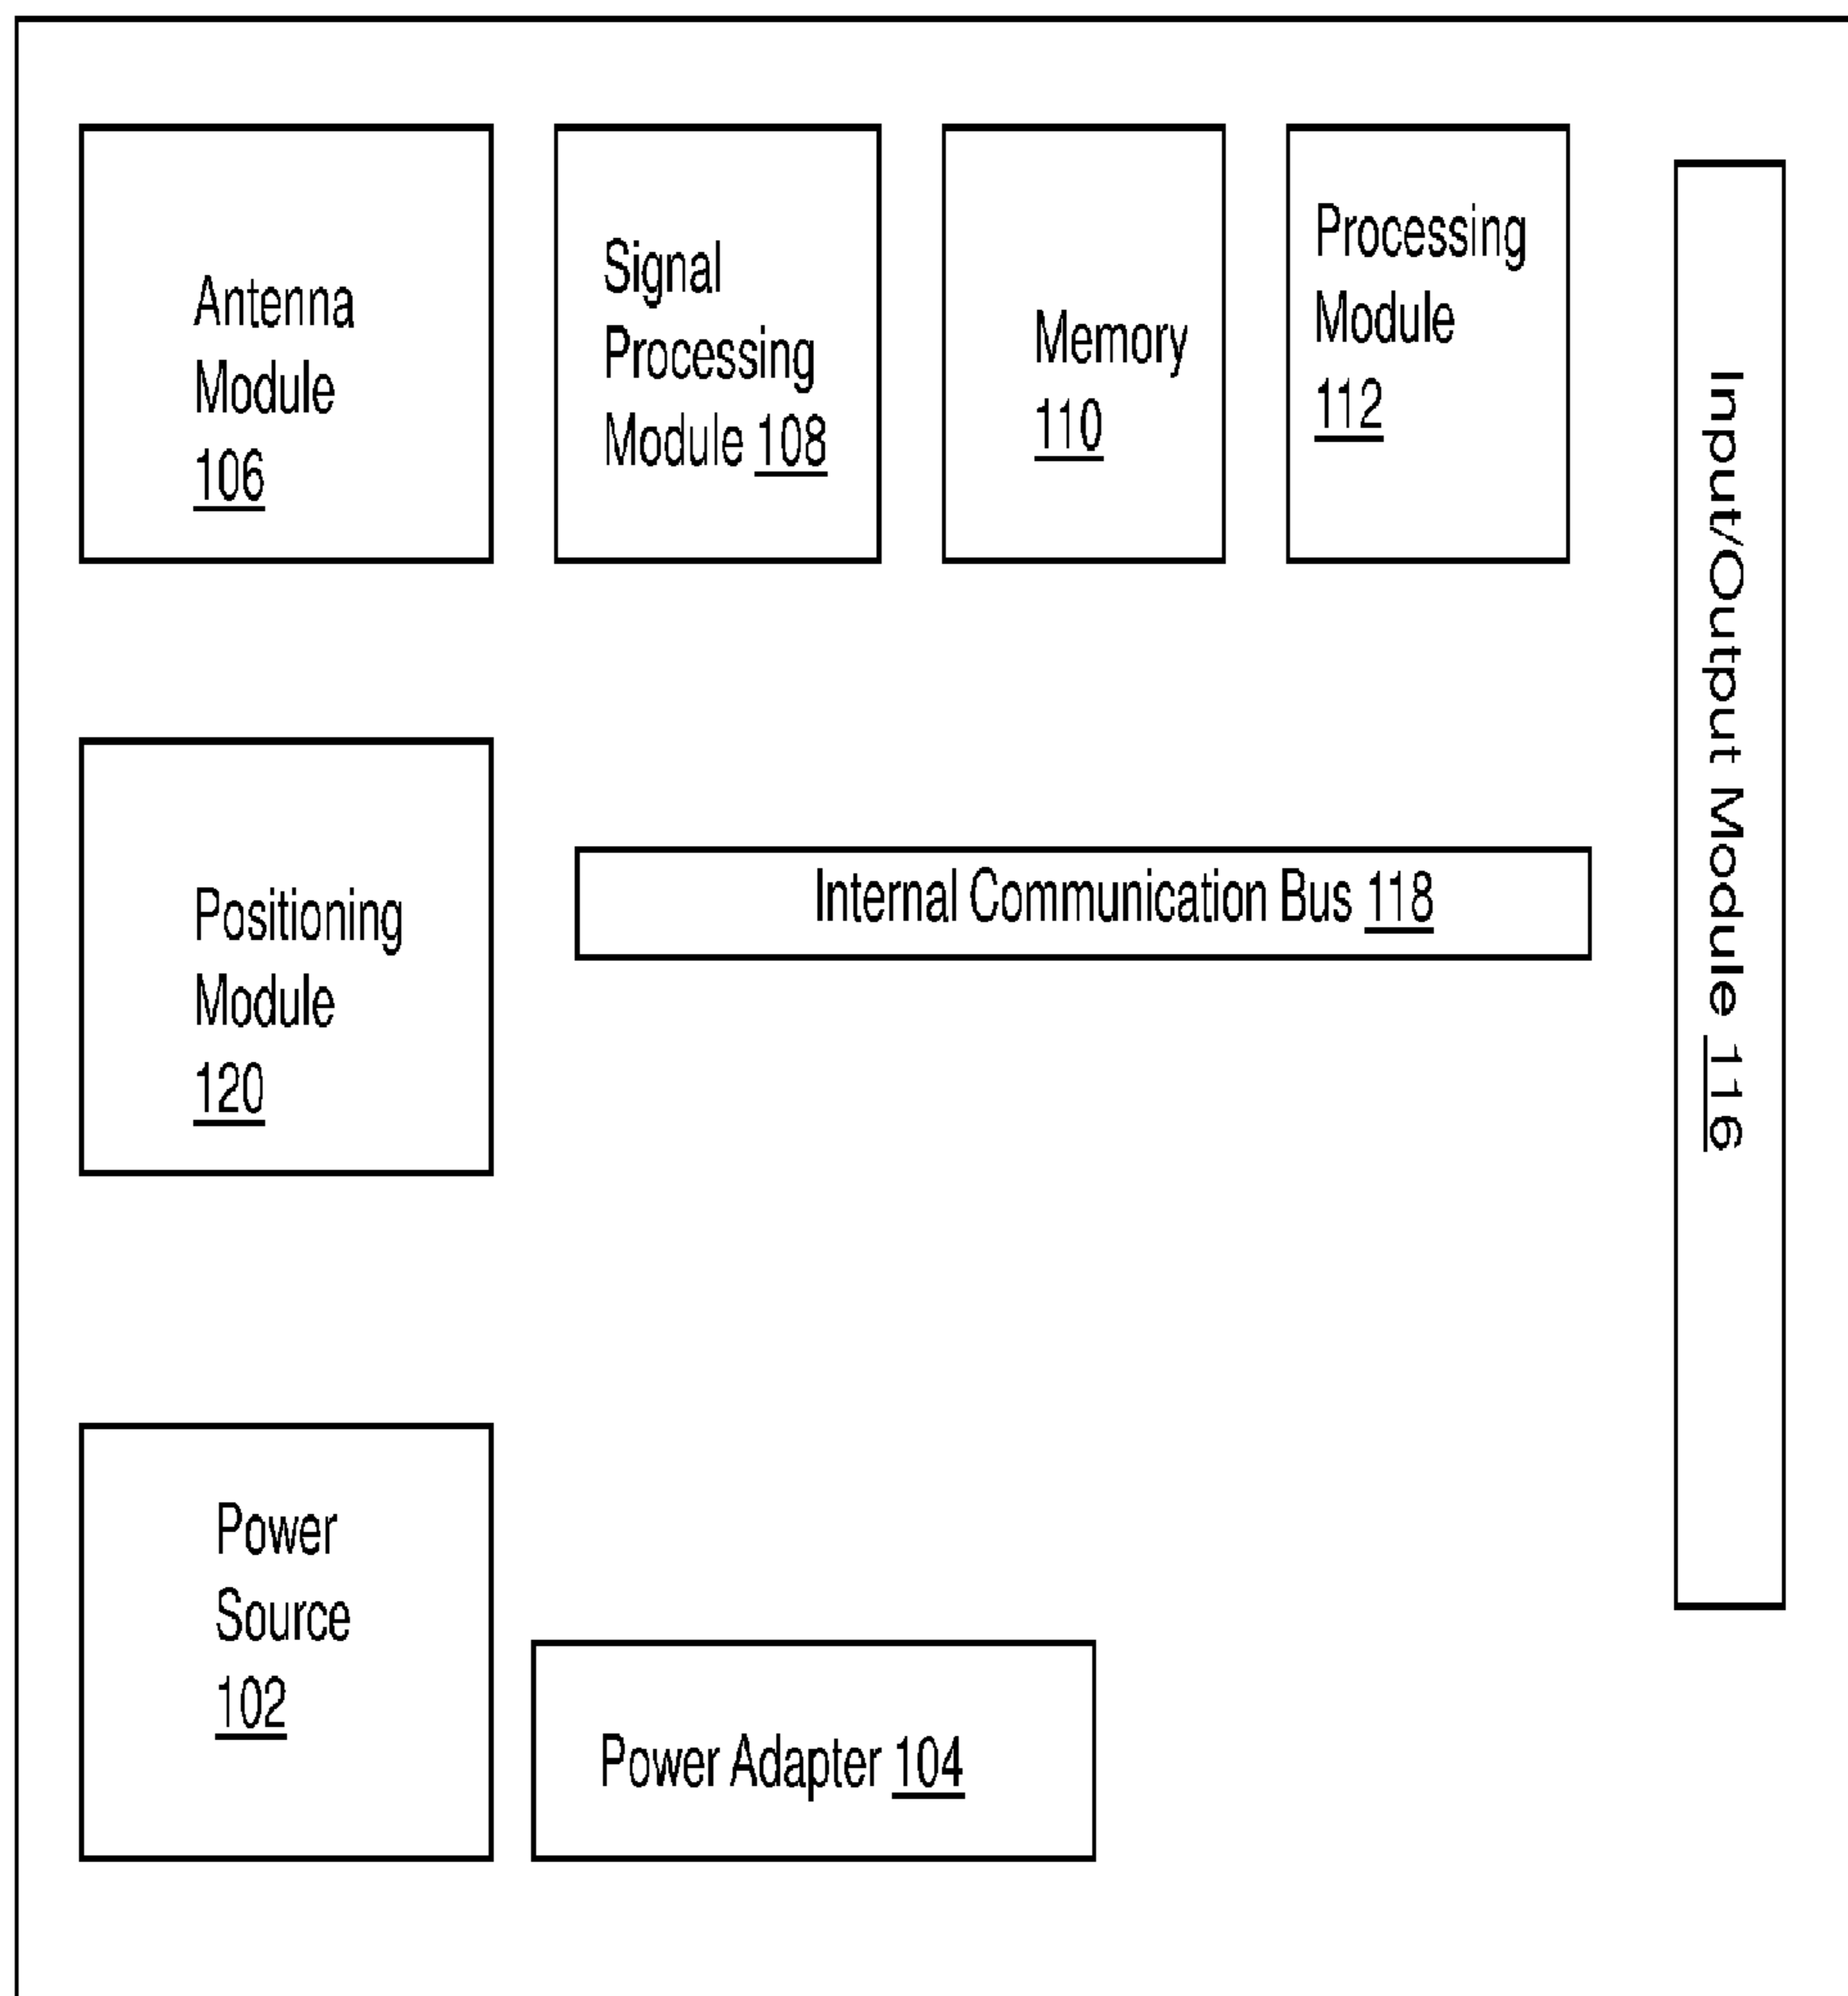 Antenna
Module
106
Signal
Processing
Module 108
Memory
110
Processing
Module
112
Input/Output Module 116
Positioning
Module
120
Internal Communication Bus 118
Power
Source
102
Power Adapter 104